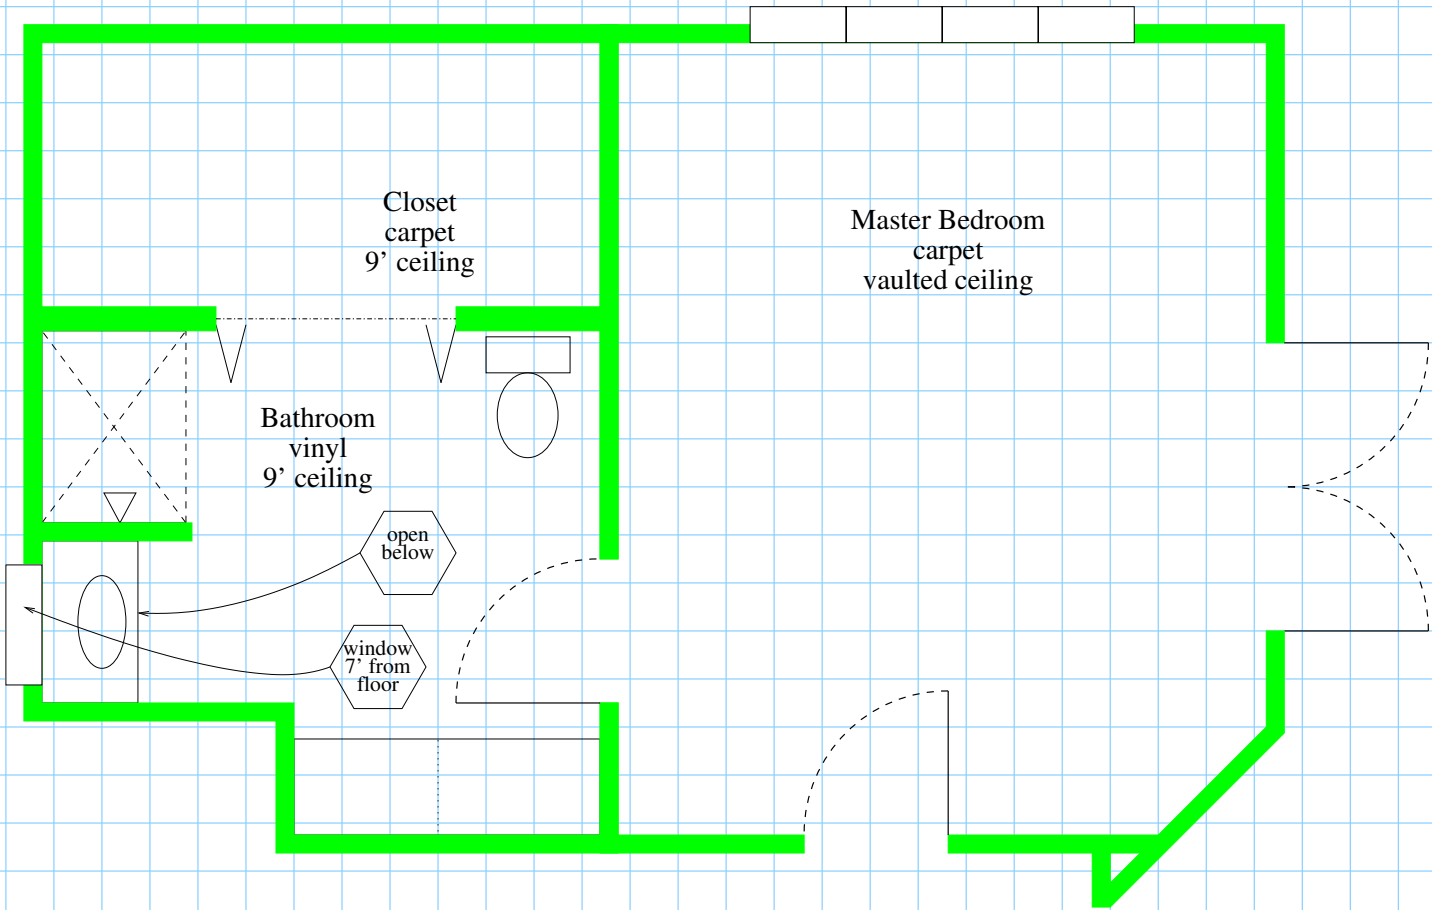 Closet
carpet
9’ ceiling
Master Bedroom
carpet
vaulted ceiling
Bathroom
vinyl
9’ ceiling
open
below
window
7’ from
floor